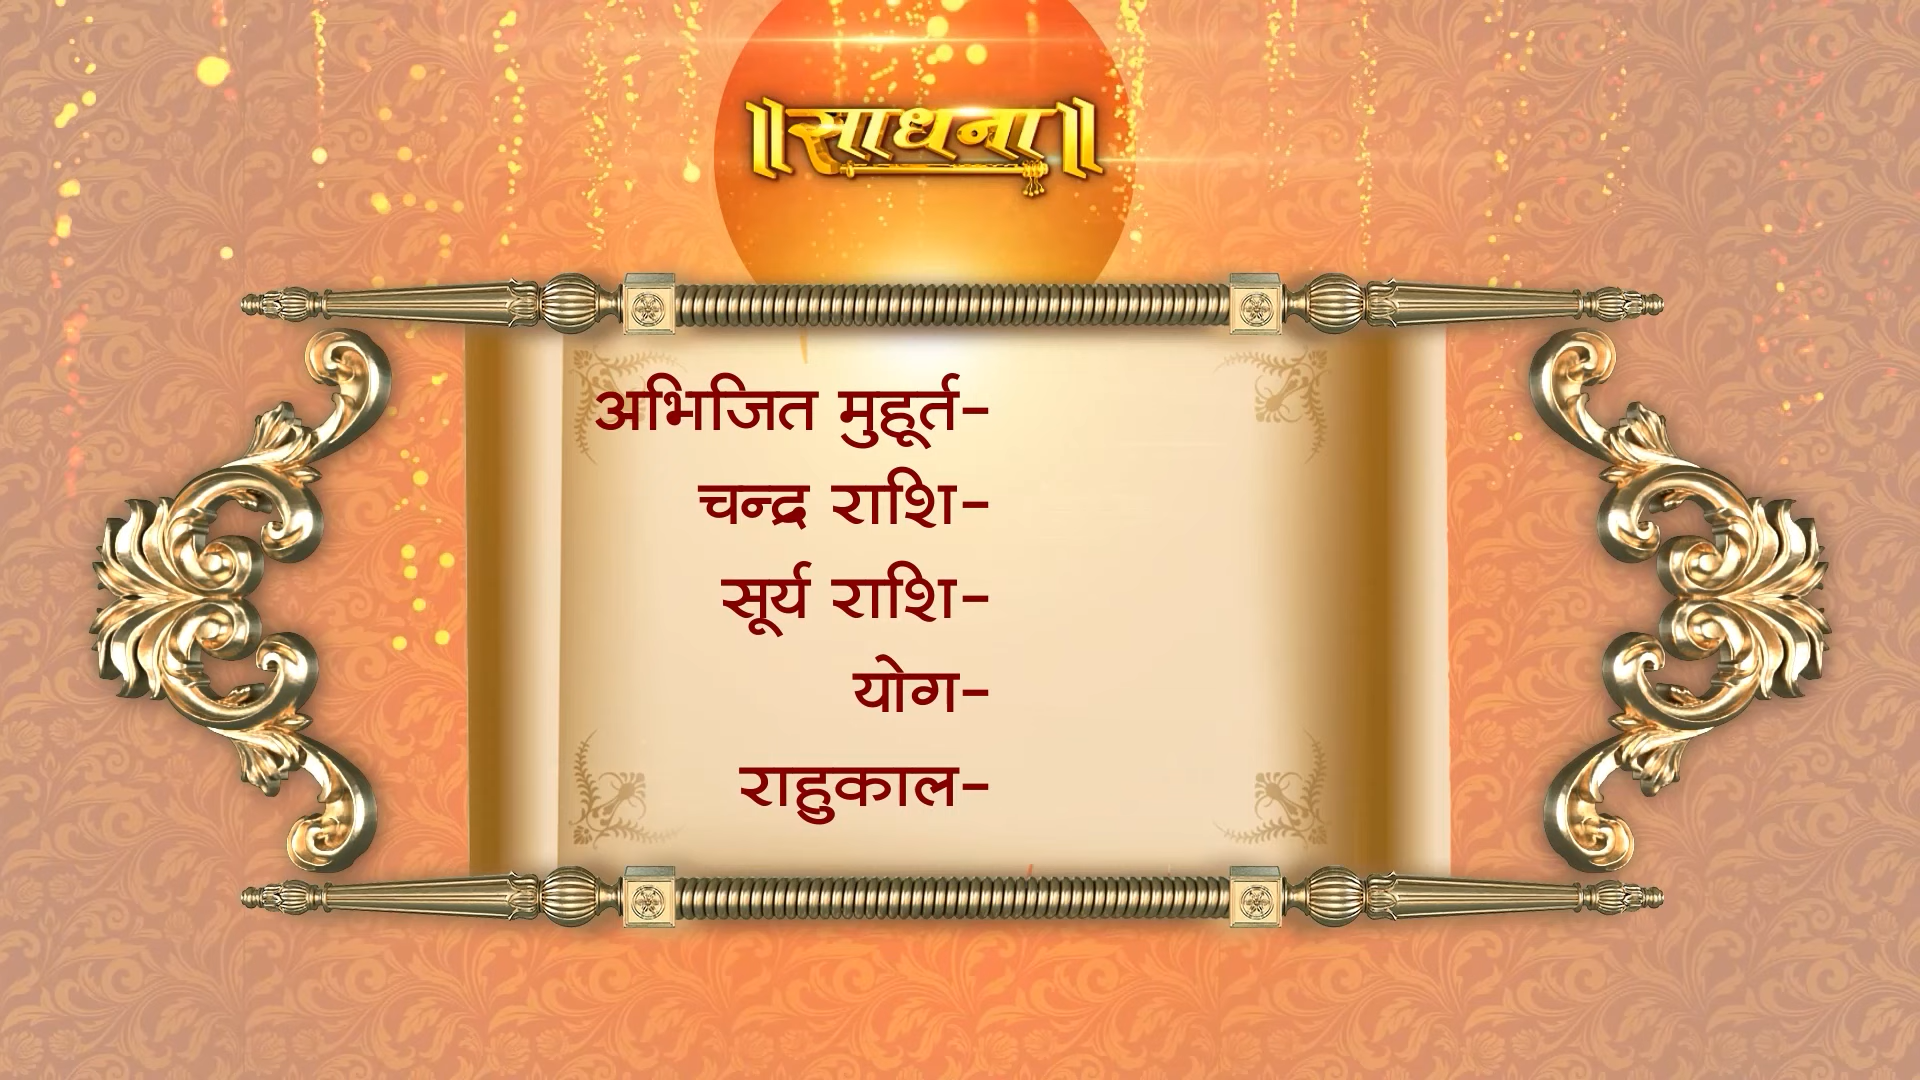 ॥साधना॥
अभिजित मुहूर्त-
चन्द्र राशि-
सूर्य राशि-
योग-
राहुकाल-